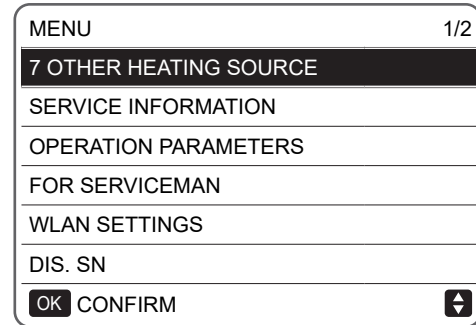 MENU 1/2
7 OTHER HEATING SOURCE
SERVICE INFORMATION
OPERATION PARAMETERS
FOR SERVICEMAN
WLAN SETTINGS
DIS. SN
OK CONFIRM